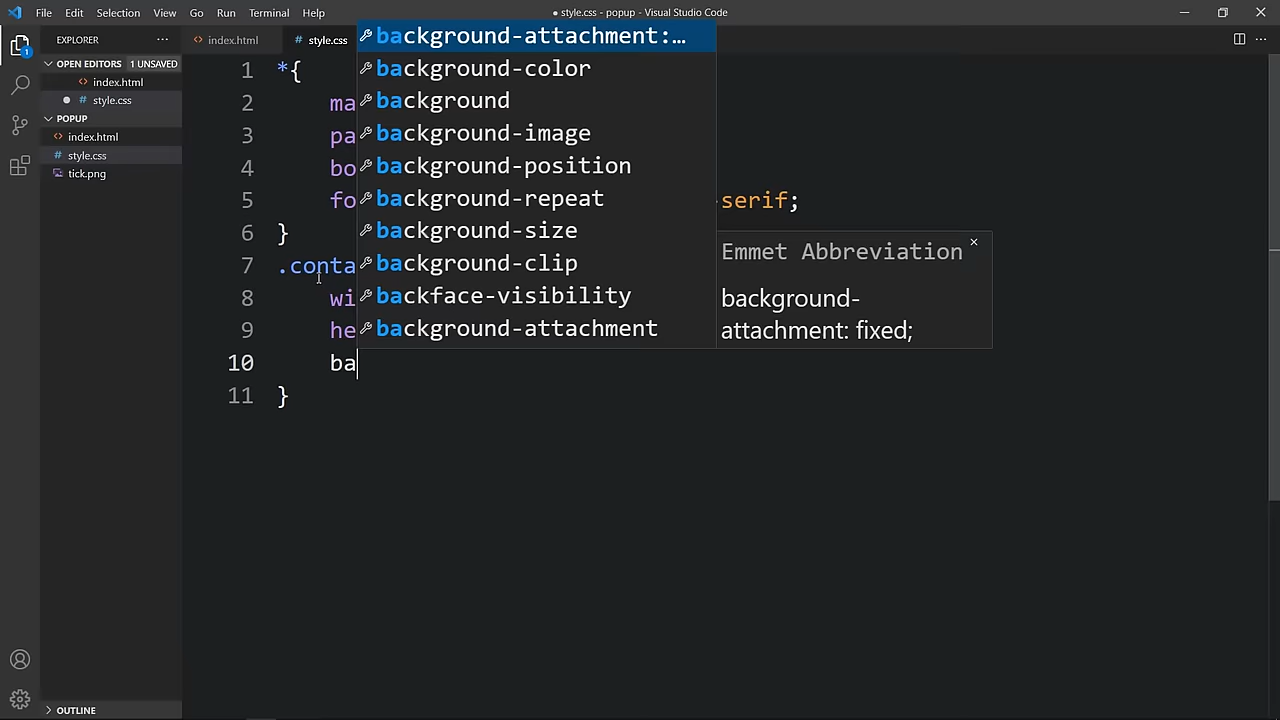 File Edit Selection View Go Run Terminal Help
● style.css - popup - Visual Studio Code
EXPLORER ...
index.html
# style.css
OPEN EDITORS 1 UNSAVED
<> index.html
● # style.css
POPUP
<> index.html
# style.css
tick.png
OUTLINE
1
1 *{
2 ma
3 pa
4 bo
5 fo -serif;
6 }
7 .conta
8 wi
9 he
10 ba
11 }
background-attachment:…
background-color
background
background-image
background-position
background-repeat
background-size
background-clip
backface-visibility
background-attachment
Emmet Abbreviation ×
background-
attachment: fixed;